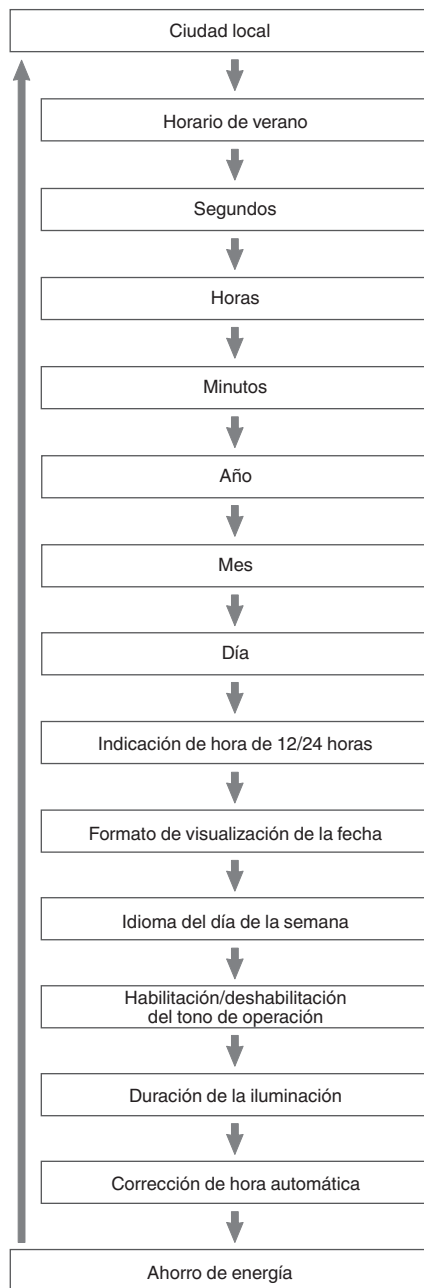 Ciudad local
Horario de verano
Segundos
Horas
Minutos
Año
Mes
Día
Indicación de hora de 12/24 horas
Formato de visualización de la fecha
Idioma del día de la semana
Habilitación/deshabilitación
del tono de operación
Duración de la iluminación
Corrección de hora automática
Ahorro de energía